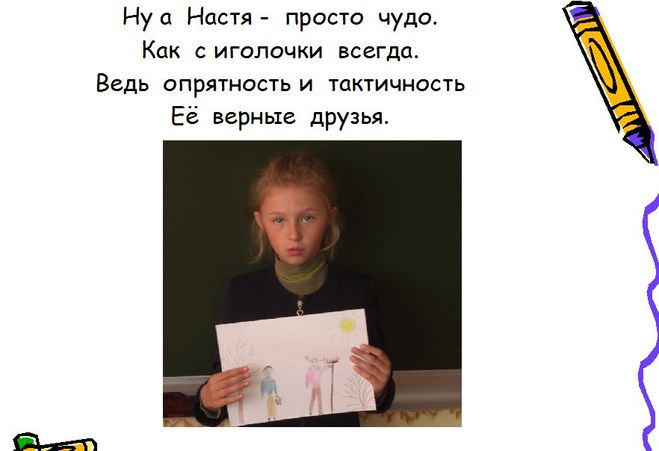 Ну а Настя - просто чудо.
Как с иголочки всегда.
Ведь опрятность и тактичность
Её верные друзья.